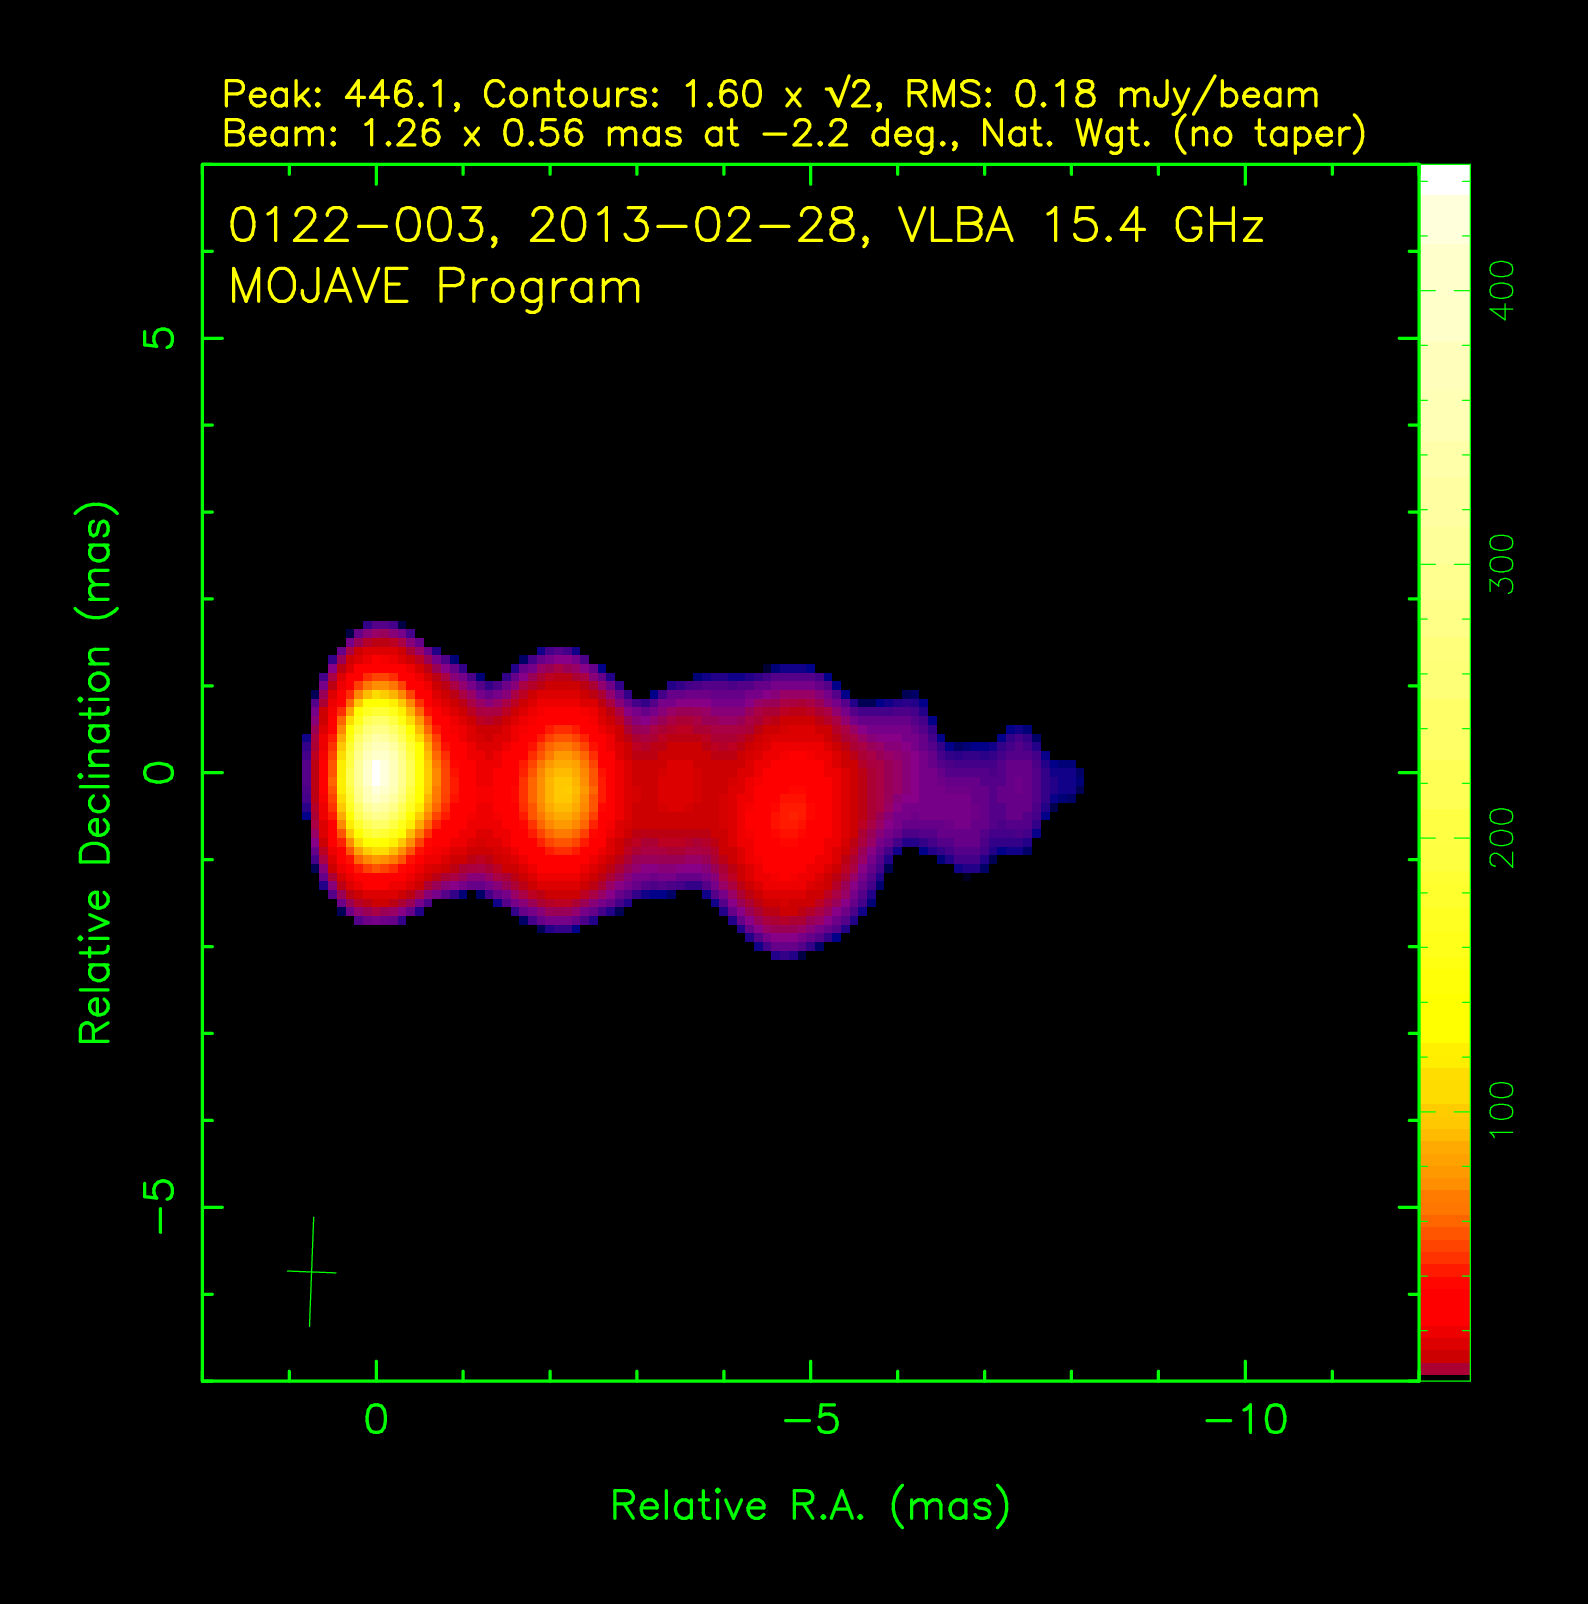 Peak: 446.1, Contours: 1.60 x √2, RMS: 0.18 mJy/beam
Beam: 1.26 x 0.56 mas at −2.2 deg., Nat. Wgt. (no taper)
0122−003, 2013−02−28, VLBA 15.4 GHz
MOJAVE Program
Relative Declination (mas)
5
0
−5
400
300
200
100
0
−5
−10
Relative R.A. (mas)